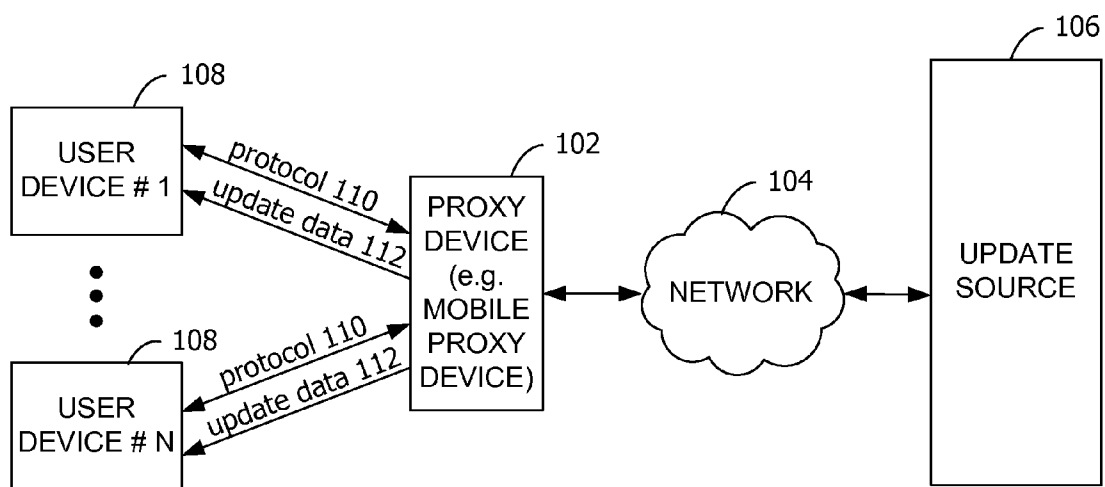 108
USER
DEVICE # 1
protocol 110
update data 112
108
USER
DEVICE # N
protocol 110
update data 112
102
PROXY
DEVICE
(e.g.
MOBILE
PROXY
DEVICE)
104
NETWORK
106
UPDATE
SOURCE